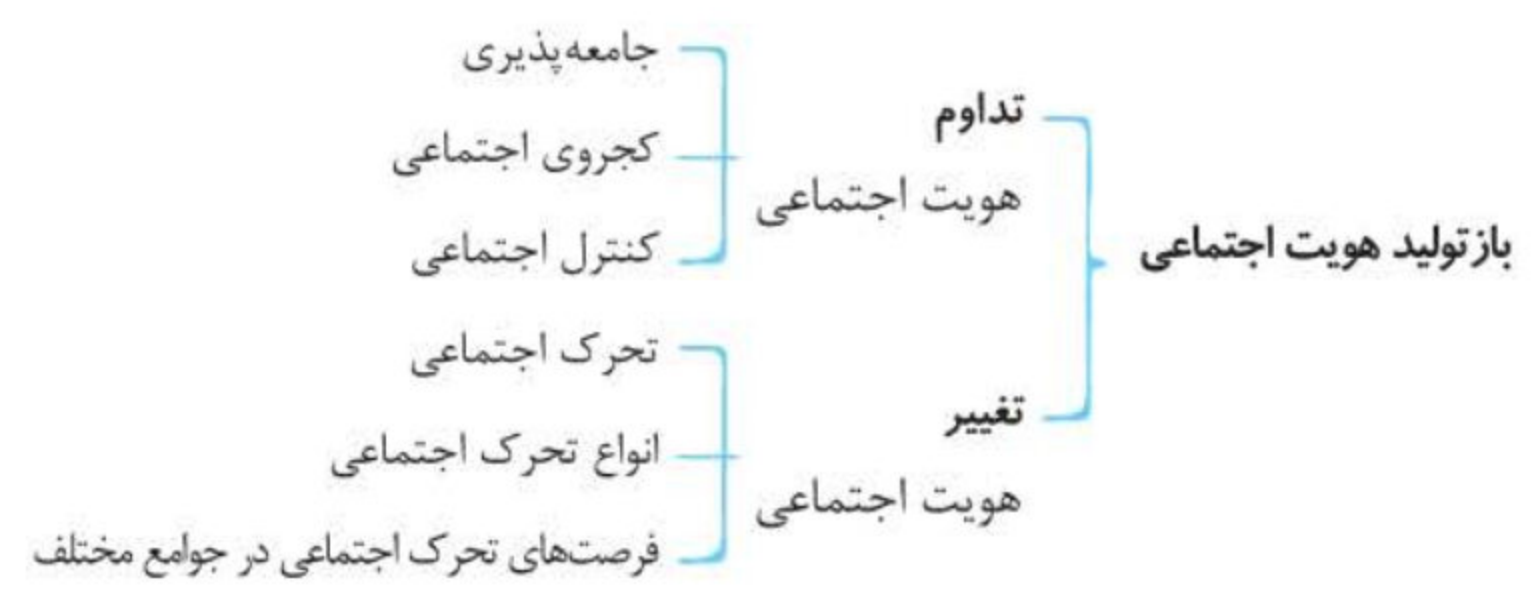 بازتولید هویت اجتماعی
تداوم
هویت اجتماعی
جامعه‌پذیری
کجروی اجتماعی
کنترل اجتماعی
تغییر
هویت اجتماعی
تحرک اجتماعی
انواع تحرک اجتماعی
فرصت‌های تحرک اجتماعی در جوامع مختلف